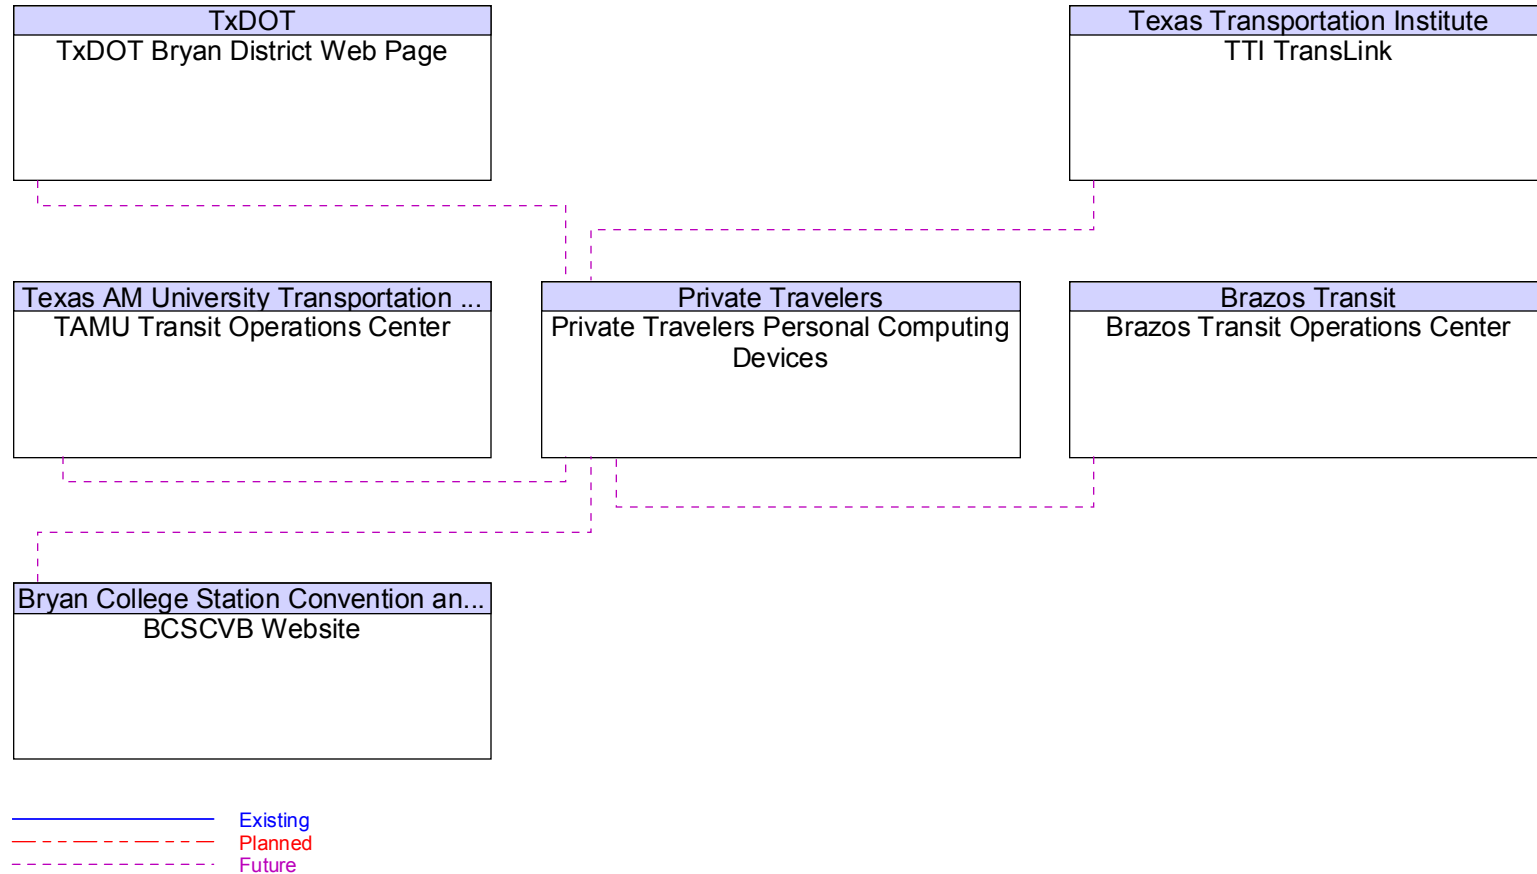 TxDOT
TxDOT Bryan District Web Page
Texas Transportation Institute
TTI TransLink
Texas AM University Transportation ...
TAMU Transit Operations Center
Private Travelers
Private Travelers Personal Computing
Devices
Brazos Transit
Brazos Transit Operations Center
Bryan College Station Convention an...
BCSCVB Website
Existing
Planned
Future